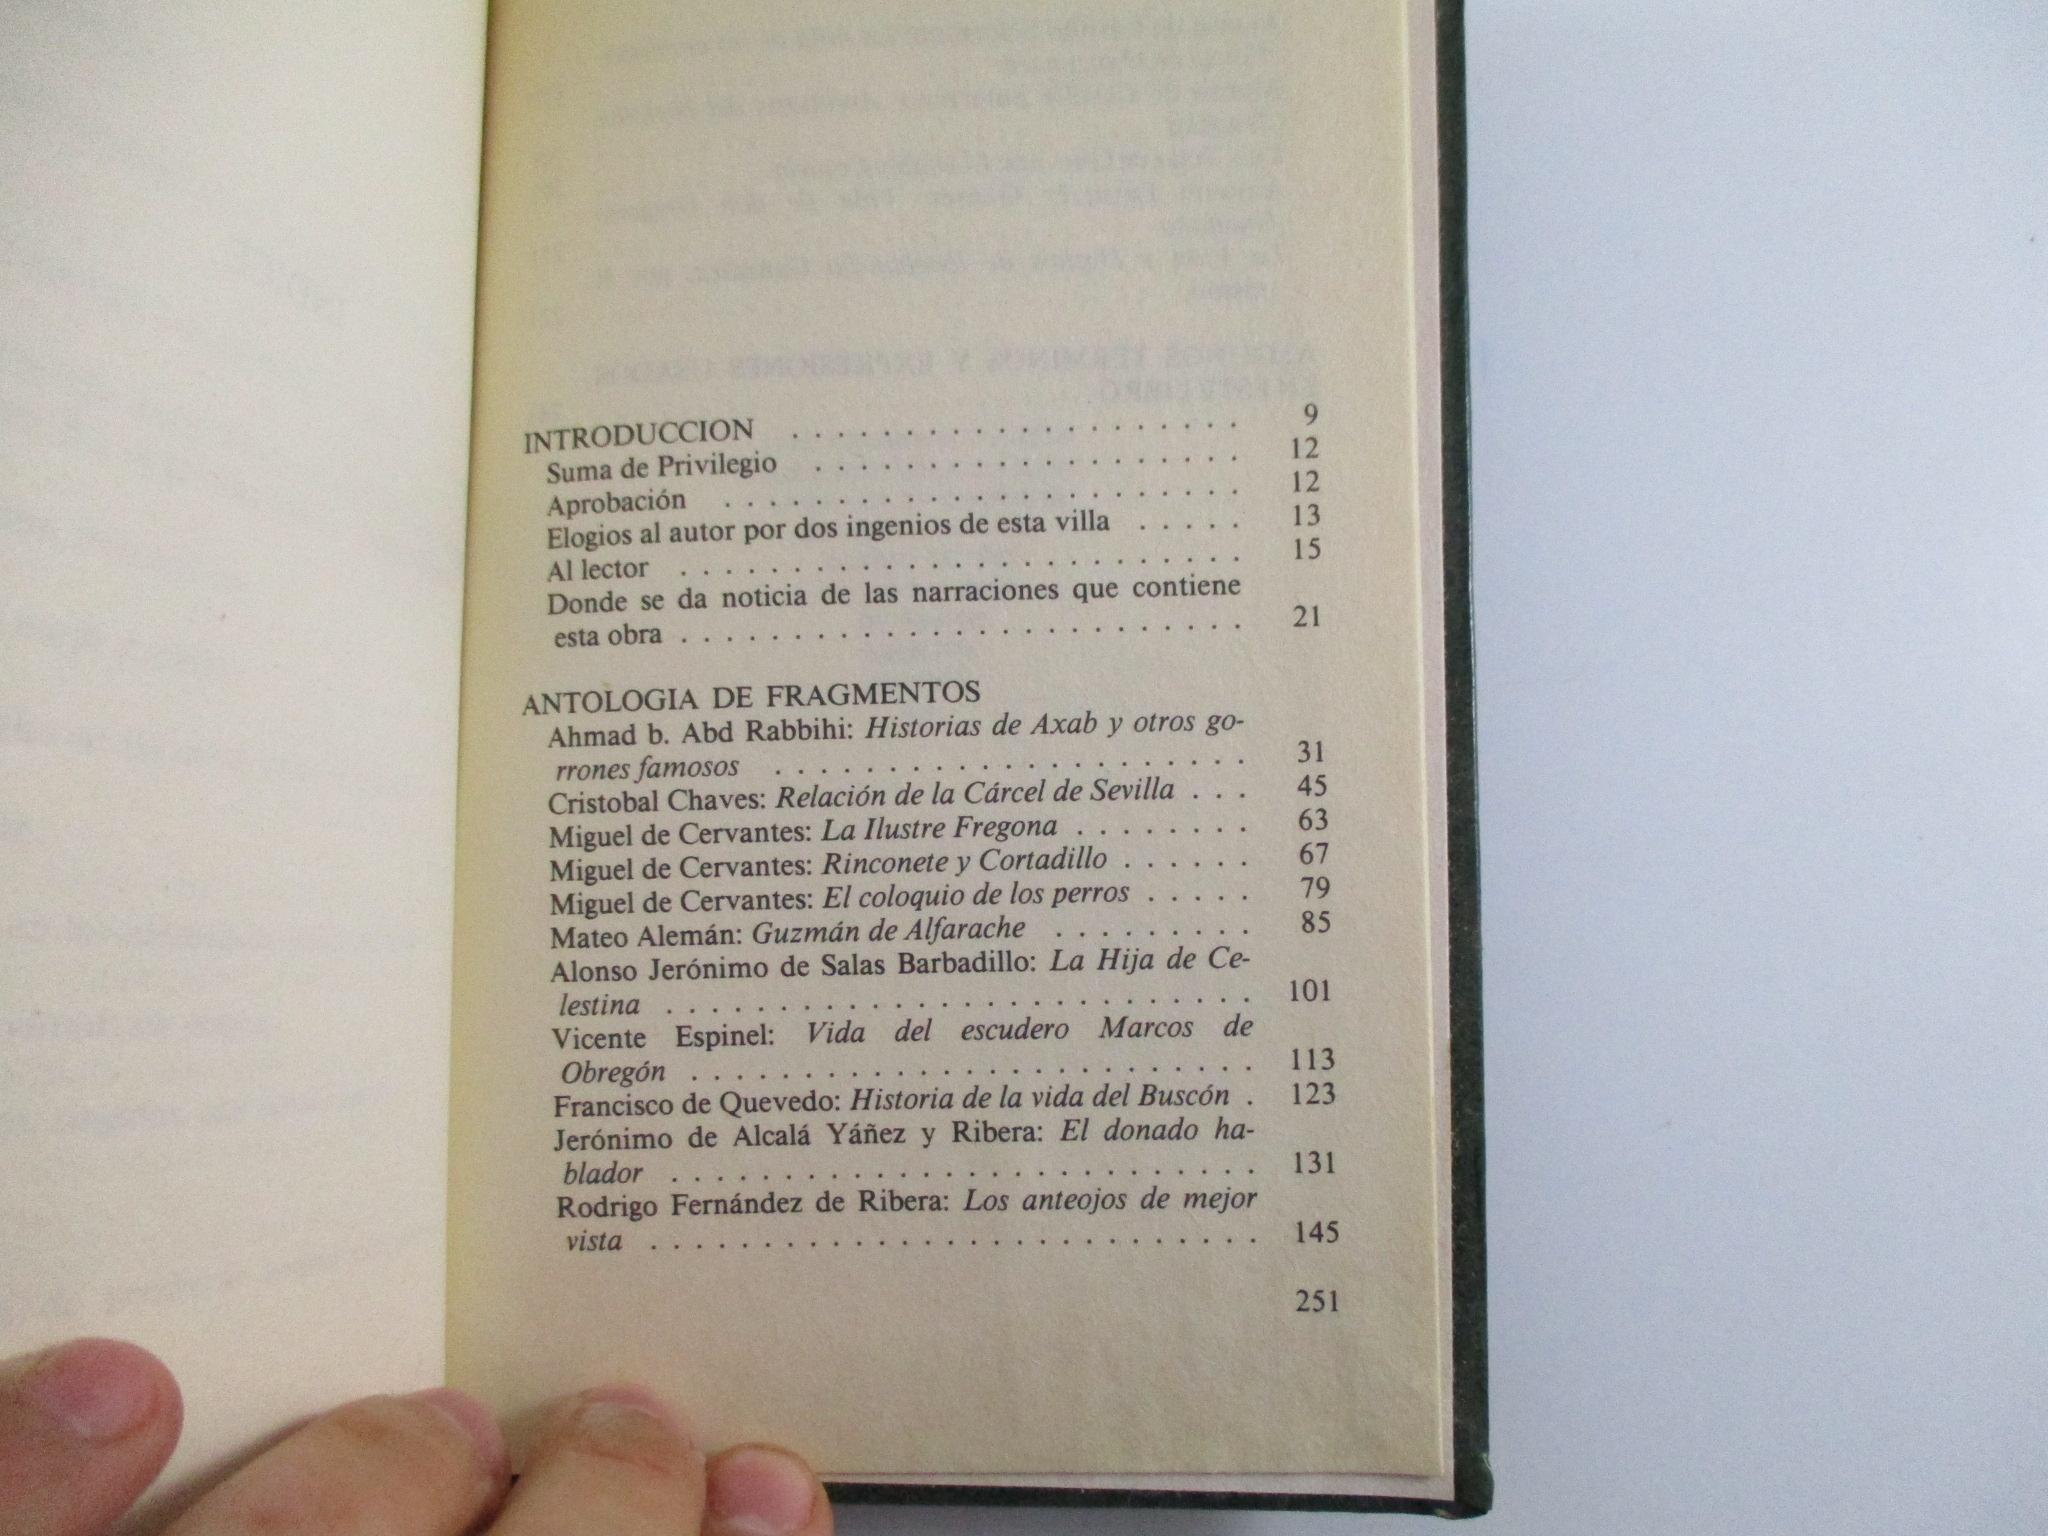 INTRODUCCION . . . . . . . . . . . . . . . . . . . . 9
Suma de Privilegio . . . . . . . . . . . . . . . . . . . 12
Aprobación . . . . . . . . . . . . . . . . . . . . . . . 12
Elogios al autor por dos ingenios de esta villa . . . . . 13
Al lector . . . . . . . . . . . . . . . . . . . . . . . . . 15
Donde se da noticia de las narraciones que contiene
esta obra . . . . . . . . . . . . . . . . . . . . . . . . . 21
ANTOLOGIA DE FRAGMENTOS
Ahmad b. Abd Rabbihi: Historias de Axab y otros go-
rrones famosos . . . . . . . . . . . . . . . . . . . . . 31
Cristobal Chaves: Relación de la Cárcel de Sevilla . . . 45
Miguel de Cervantes: La Ilustre Fregona . . . . . . . . 63
Miguel de Cervantes: Rinconete y Cortadillo . . . . . . 67
Miguel de Cervantes: El coloquio de los perros . . . . . 79
Mateo Alemán: Guzmán de Alfarache . . . . . . . . . 85
Alonso Jerónimo de Salas Barbadillo: La Hija de Ce-
lestina . . . . . . . . . . . . . . . . . . . . . . . . . . 101
Vicente Espinel: Vida del escudero Marcos de
Obregón . . . . . . . . . . . . . . . . . . . . . . . . . 113
Francisco de Quevedo: Historia de la vida del Buscón . 123
Jerónimo de Alcalá Yáñez y Ribera: El donado ha-
blador . . . . . . . . . . . . . . . . . . . . . . . . . . 131
Rodrigo Fernández de Ribera: Los anteojos de mejor
vista . . . . . . . . . . . . . . . . . . . . . . . . . . . 145
251